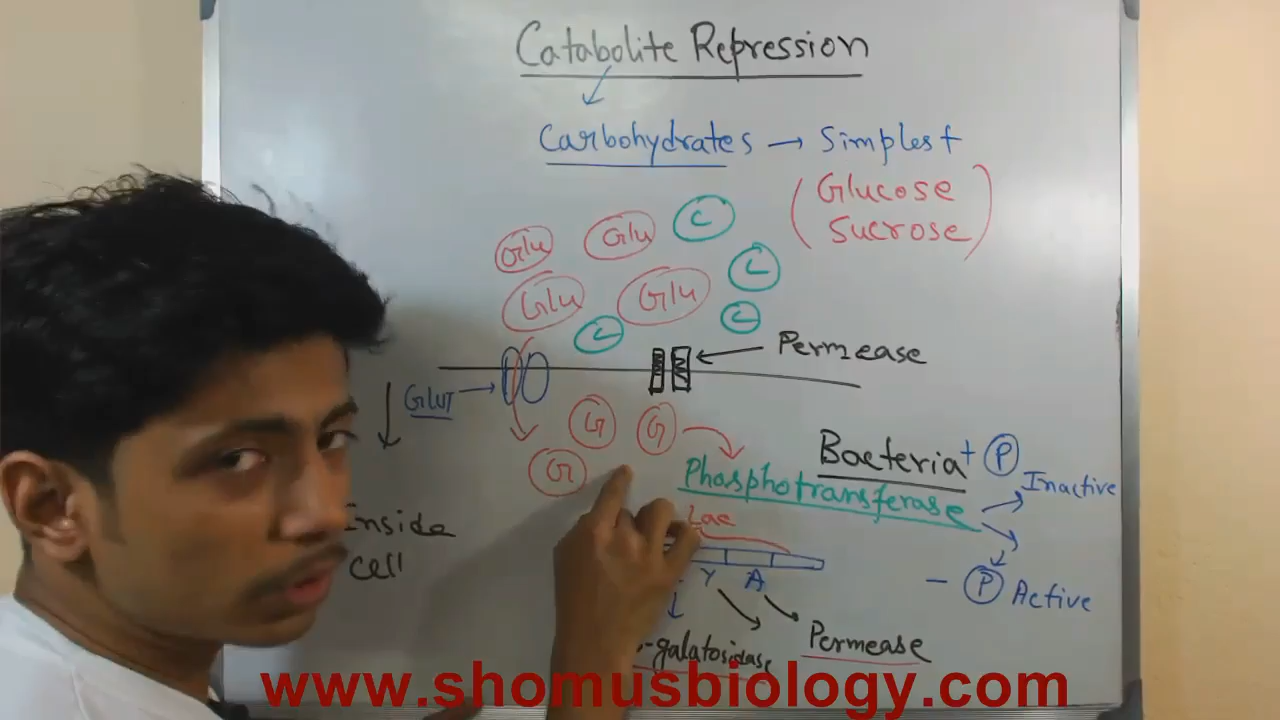 Catabolite Repression
Carbohydrates → Simplest
(Glucose
Sucrose)
Glu Glu C
Glu Glu C
C C
Permease
GLUT
G G
G
Bacteria + P
Phosphotransferase
Inactive
Inside
cell
Lac
Y A
- P Active
-galatosidase
Permease
www.shomusbiology.com